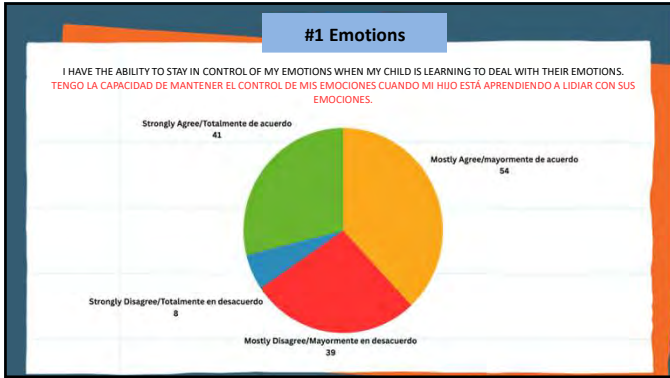 #1 Emotions
I HAVE THE ABILITY TO STAY IN CONTROL OF MY EMOTIONS WHEN MY CHILD IS LEARNING TO DEAL WITH THEIR EMOTIONS.
TENGO LA CAPACIDAD DE MANTENER EL CONTROL DE MIS EMOCIONES CUANDO MI HIJO ESTÁ APRENDIENDO A LIDIAR CON SUS
EMOCIONES.
Strongly Agree/Totalmente de acuerdo
41
Mostly Agree/mayormente de acuerdo
54
Strongly Disagree/Totalmente en desacuerdo
8
Mostly Disagree/Mayormente en desacuerdo
39